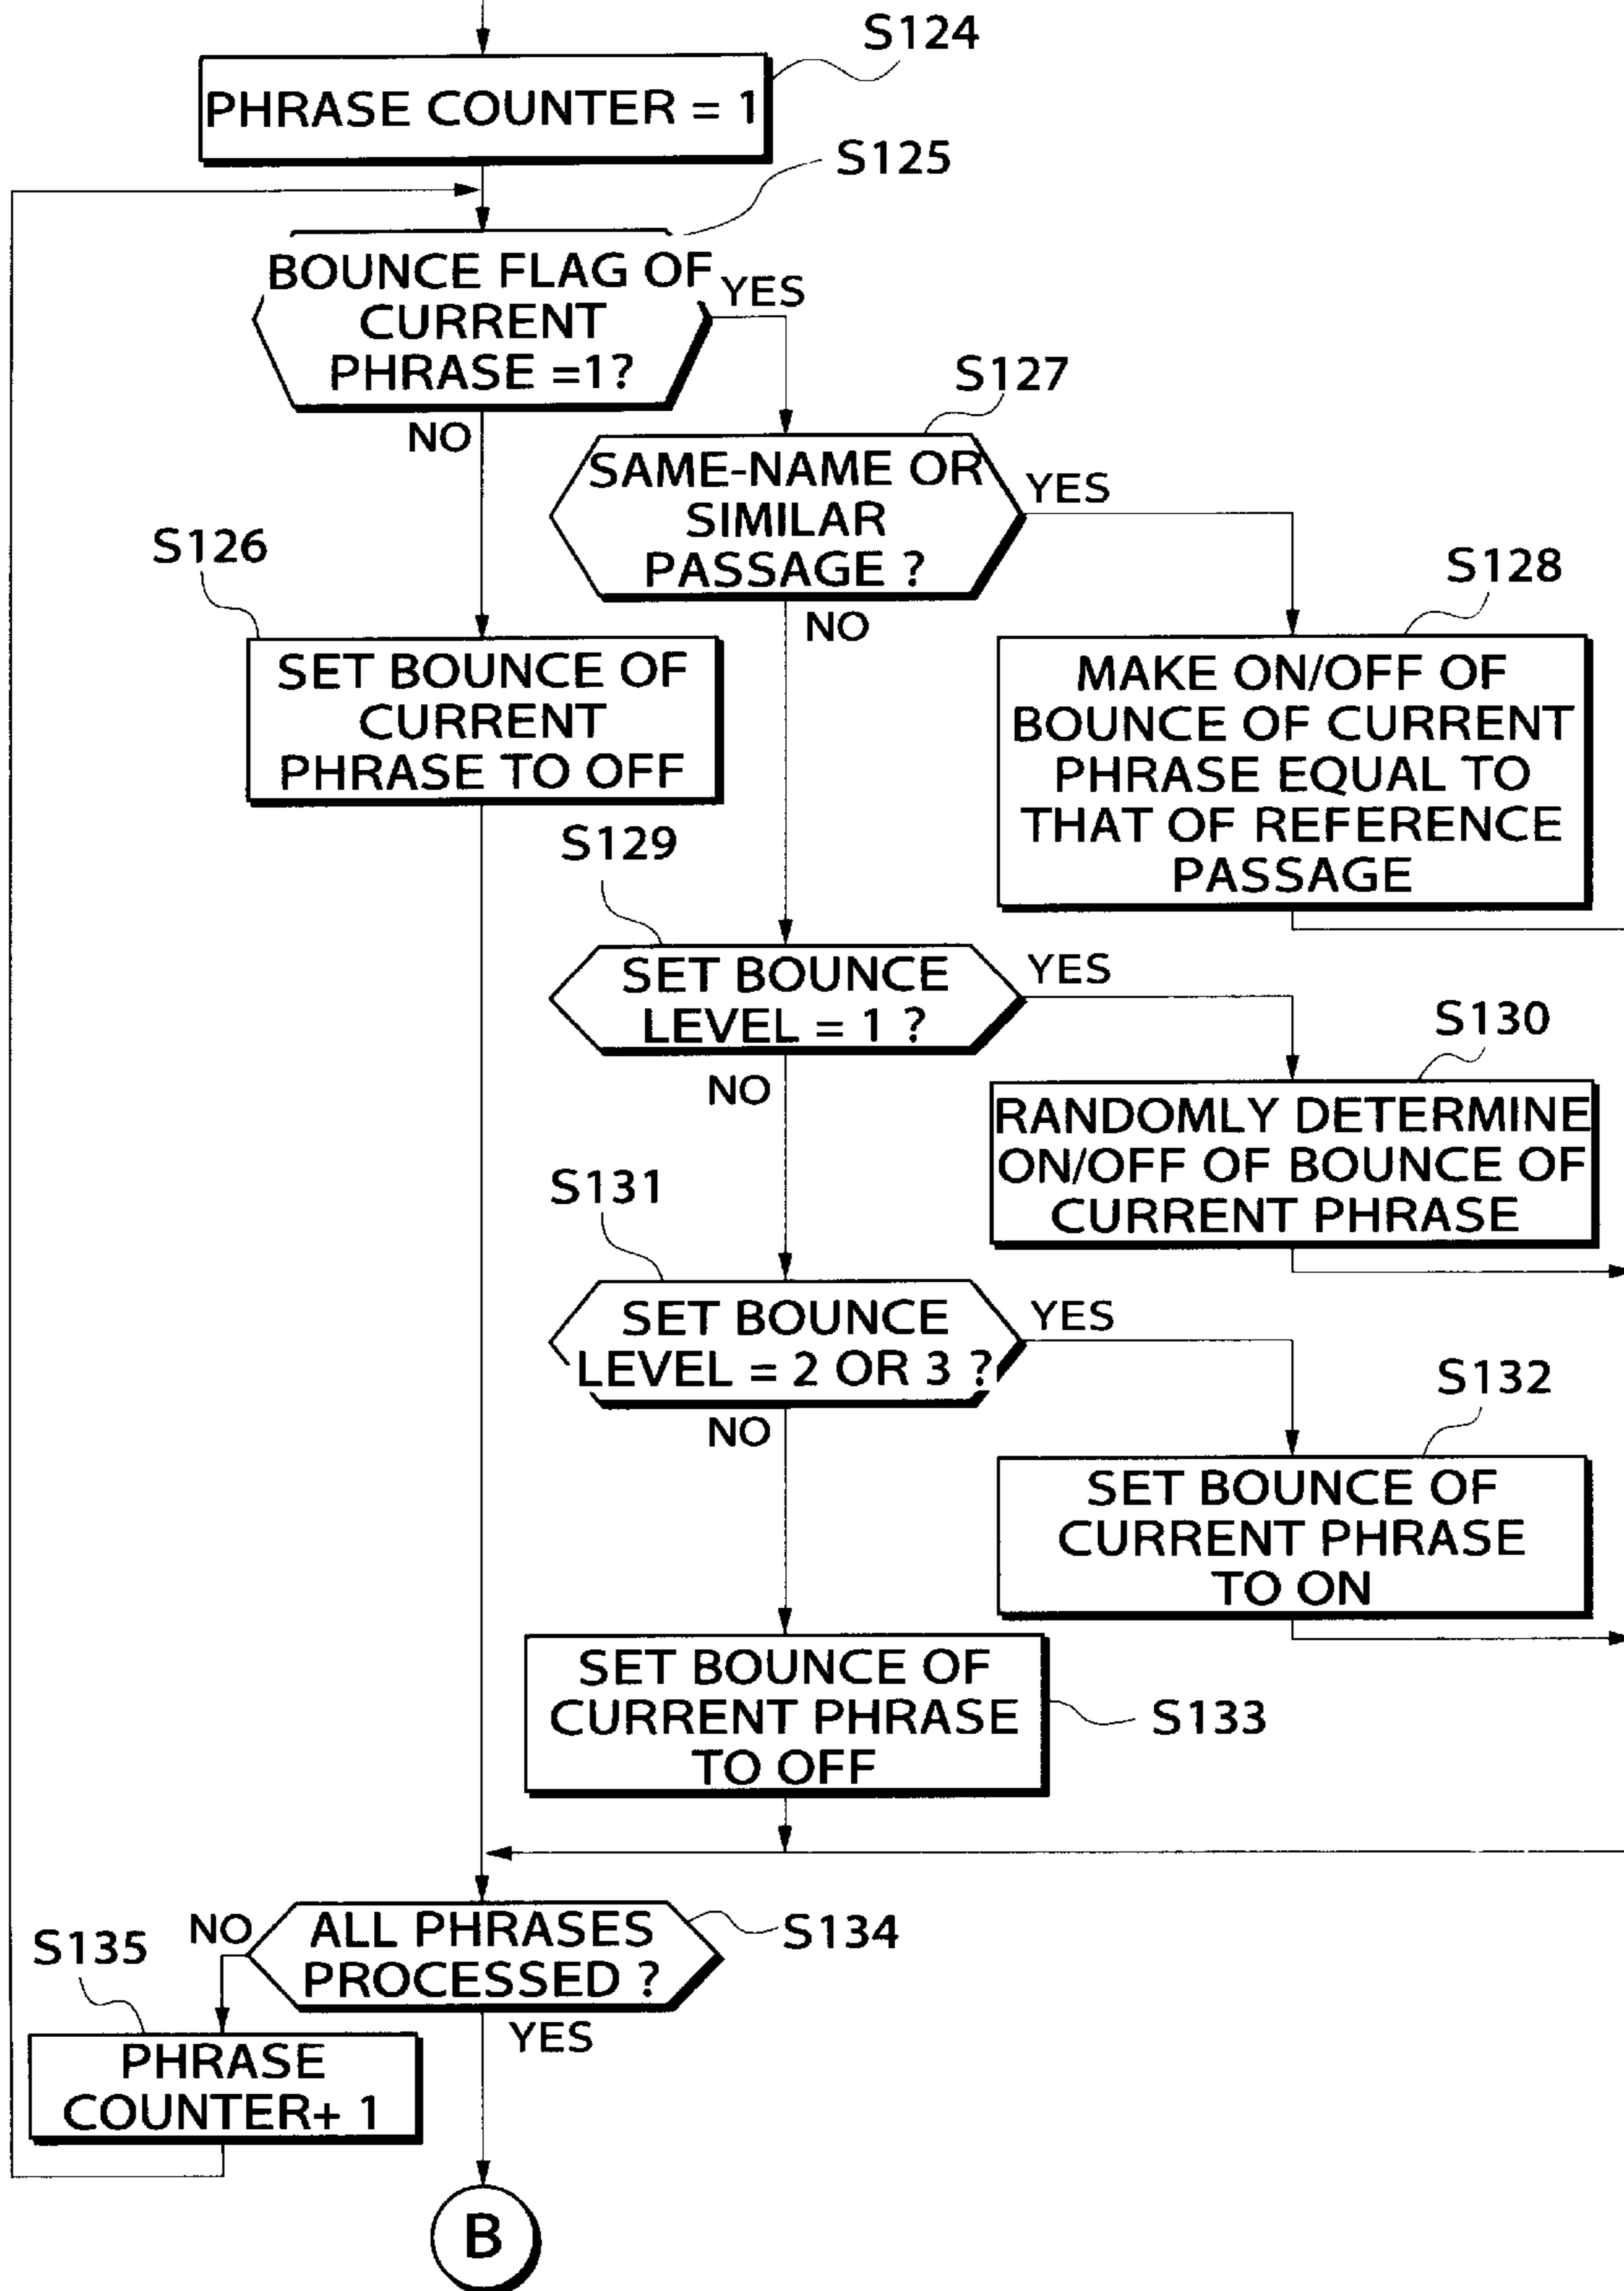 S124
PHRASE COUNTER = 1
S125
BOUNCE FLAG OF
CURRENT
PHRASE =1?
YES
NO
S127
SAME-NAME OR
SIMILAR
PASSAGE ?
YES
NO
S126
SET BOUNCE OF
CURRENT
PHRASE TO OFF
S128
MAKE ON/OFF OF
BOUNCE OF CURRENT
PHRASE EQUAL TO
THAT OF REFERENCE
PASSAGE
S129
SET BOUNCE
LEVEL = 1 ?
YES
NO
S130
RANDOMLY DETERMINE
ON/OFF OF BOUNCE OF
CURRENT PHRASE
S131
SET BOUNCE
LEVEL = 2 OR 3 ?
YES
NO
S132
SET BOUNCE OF
CURRENT PHRASE
TO ON
SET BOUNCE OF
CURRENT PHRASE
TO OFF
S133
ALL PHRASES
PROCESSED ?
S134
NO
YES
S135
PHRASE
COUNTER+ 1
B